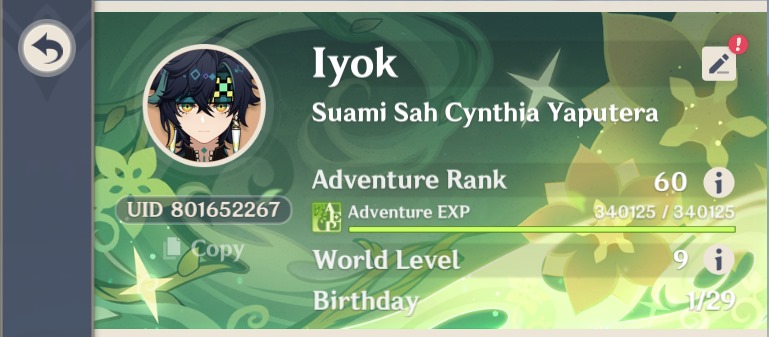 Iyok
Suami Sah Cynthia Yaputera
Adventure Rank 60
UID 801652267
Adventure EXP 340125 / 340125
Copy
World Level 9
Birthday 1/29